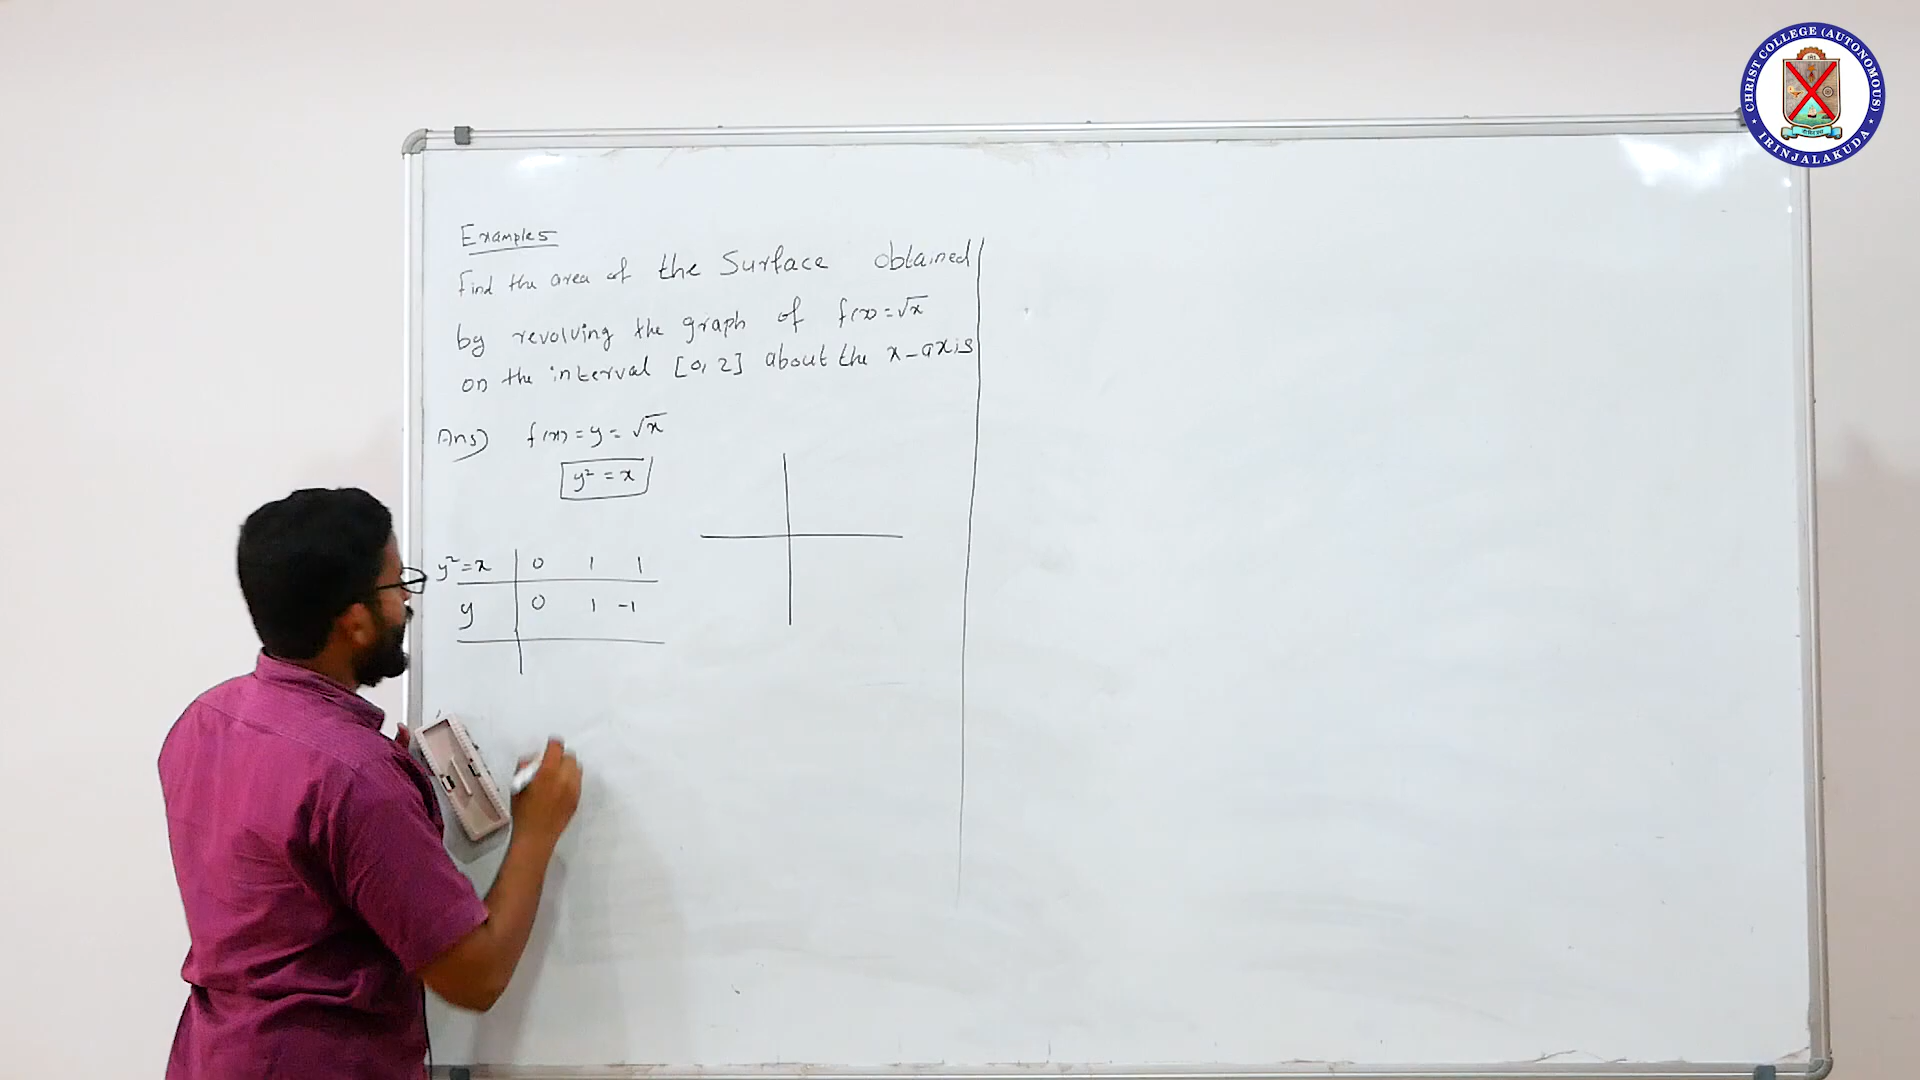 Example 5
Find the area of the Surface obtained
by revolving the graph of f(x) = √x
on the interval [0, 2] about the x-axis
Ans) f(x) = y = √x
y² = x
y² = x 0 1 1
y 0 1 -1
CHRIST COLLEGE (AUTONOMOUS)
IRINJALAKUDA